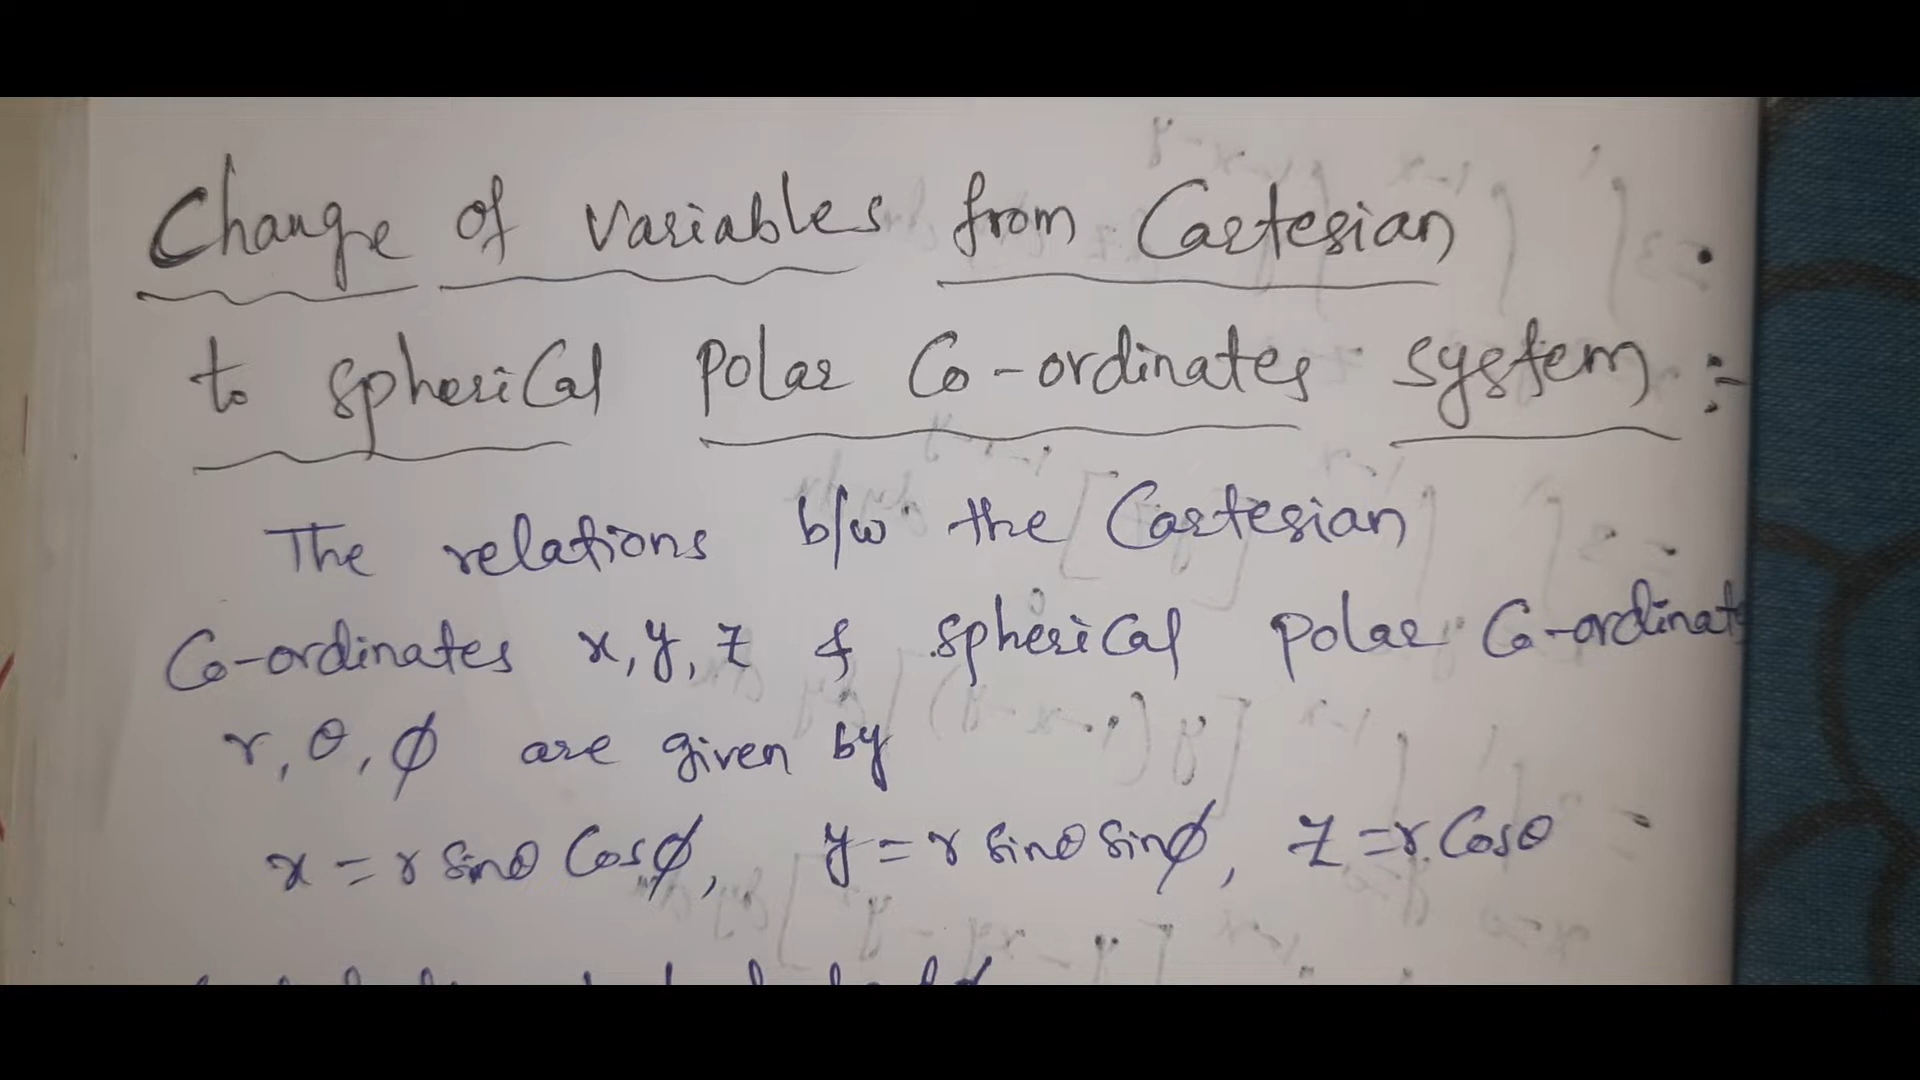 Change of variables from Cartesian
to spherical polar Co-ordinates system :-
The relations b/w the Cartesian
Co-ordinates x, y, z & spherical polar Co-ordinat
r, θ, ϕ are given by
x = r sinθ Cosϕ, y = r sinθ sinϕ, z = r Cosθ